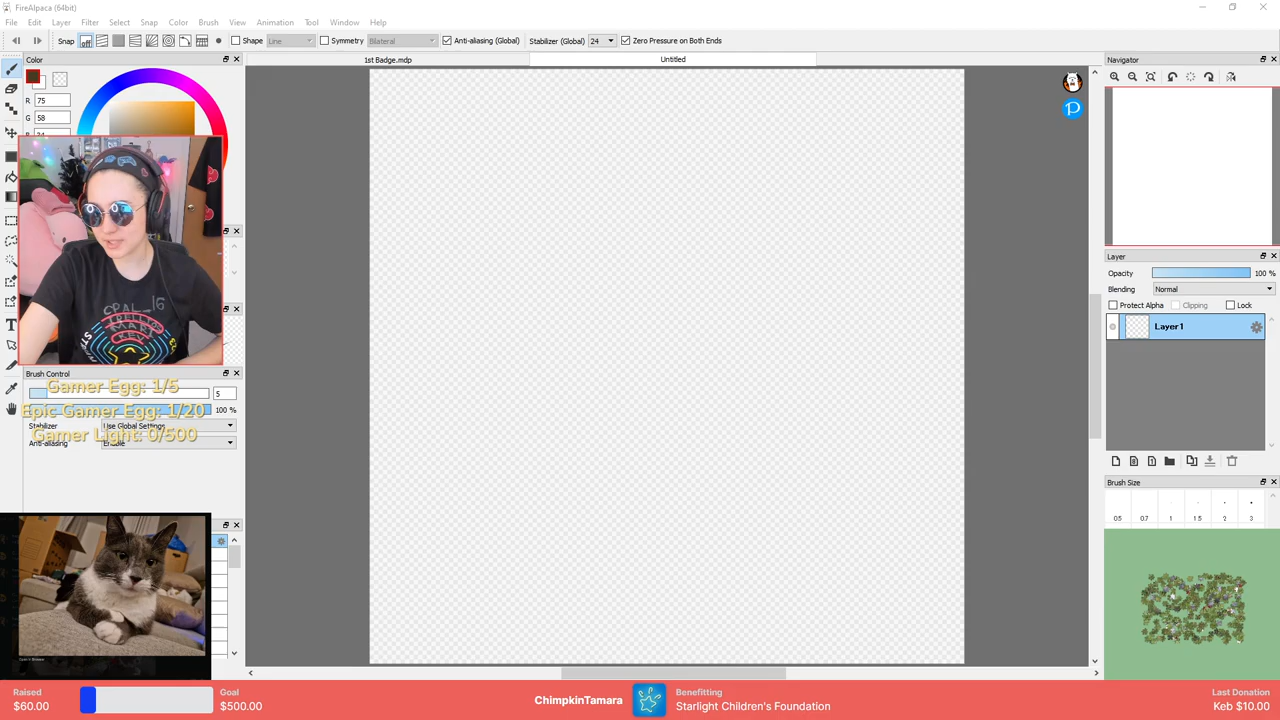 FireAlpaca (64bit)
File Edit Layer Filter Select Snap Color Brush View Animation Tool Window Help
Snap off Shape Line Symmetry Bilateral Anti-aliasing (Global) Stabilizer (Global) 24 Zero Pressure on Both Ends
Color
1st Badge.mdp
Untitled
Navigator
R 75
G 58
Layer
Opacity 100 %
Blending Normal
Protect Alpha Clipping Lock
Layer1
Brush Control
5
100 %
Stabilizer Use Global Settings
Anti-aliasing Enable
Gamer Egg: 1/5
Epic Gamer Egg: 1/20
Gamer Light: 0/500
Brush Size
0.5 0.7 1 1.5 2 3
Raised
$60.00
Goal
$500.00
ChimpkinTamara
Benefitting
Starlight Children's Foundation
Last Donation
Keb $10.00